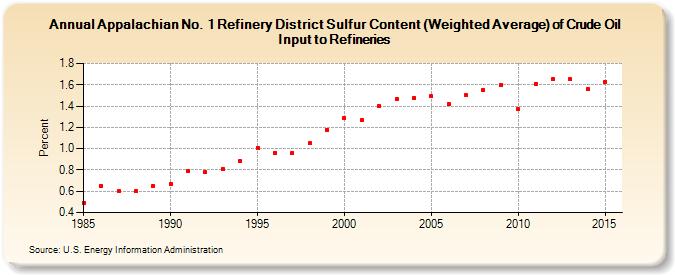 Annual Appalachian No. 1 Refinery District Sulfur Content (Weighted Average) of Crude Oil
Input to Refineries
Percent
1.8
1.6
1.4
1.2
1.0
0.8
0.6
0.4
1985 1990 1995 2000 2005 2010 2015
Source: U.S. Energy Information Administration